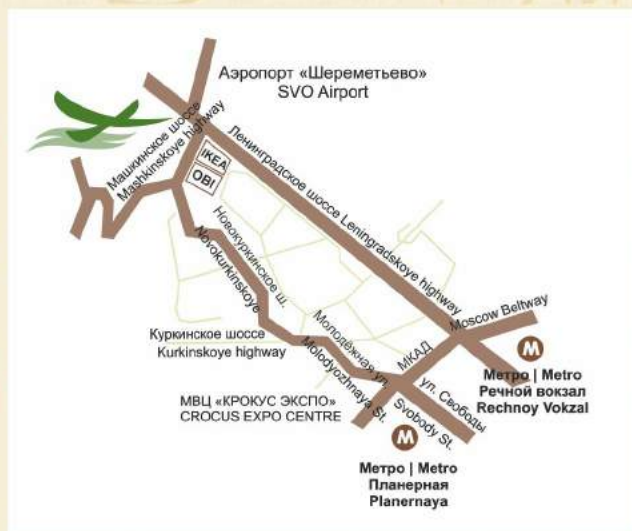 Аэропорт «Шереметьево»
SVO Airport
Машкинское шоссе
Mashkinskoye highway
IKEA
OBI
Ленинградское шоссе Leningradskoye highway
Новокуркинское ш.
Novokurkinskoye
Куркинское шоссе
Kurkinskoye highway
Молодёжная ул.
Molodyozhnaya St.
МКАД
Moscow Beltway
М
Метро | Metro
Речной вокзал
Rechnoy Vokzal
МВЦ «КРОКУС ЭКСПО»
CROCUS EXPO CENTRE
ул. Свободы
Svobody St.
М
Метро | Metro
Планерная
Planernaya